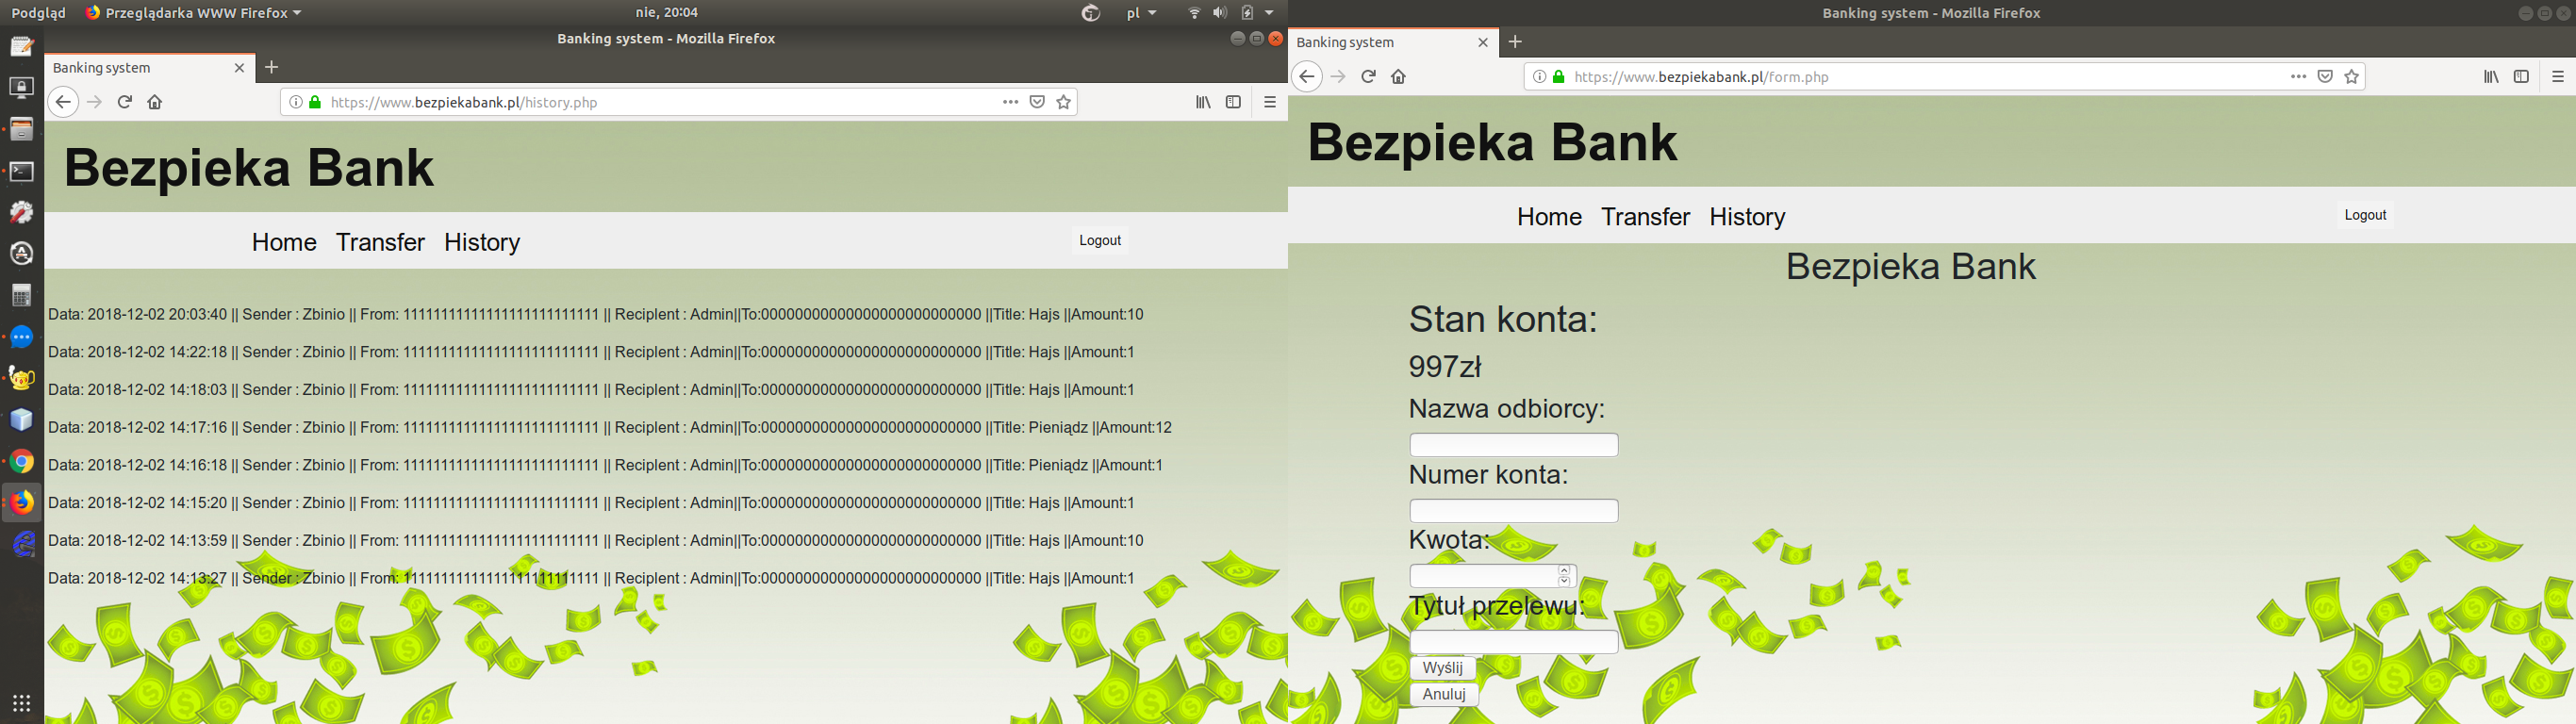 Podgląd Przeglądarka WWW Firefox nie, 20:04 pl
Banking system - Mozilla Firefox
Banking system
https://www.bezpiekabank.pl/history.php
Bezpieka Bank
Home Transfer History Logout
Data: 2018-12-02 20:03:40 || Sender : Zbinio || From: 11111111111111111111111111 || Recipient : Admin||To:00000000000000000000000000 ||Title: Hajs ||Amount:10
Data: 2018-12-02 14:22:18 || Sender : Zbinio || From: 11111111111111111111111111 || Recipient : Admin||To:00000000000000000000000000 ||Title: Hajs ||Amount:1
Data: 2018-12-02 14:18:03 || Sender : Zbinio || From: 11111111111111111111111111 || Recipient : Admin||To:00000000000000000000000000 ||Title: Hajs ||Amount:1
Data: 2018-12-02 14:17:16 || Sender : Zbinio || From: 11111111111111111111111111 || Recipient : Admin||To:00000000000000000000000000 ||Title: Pieniądz ||Amount:12
Data: 2018-12-02 14:16:18 || Sender : Zbinio || From: 11111111111111111111111111 || Recipient : Admin||To:00000000000000000000000000 ||Title: Pieniądz ||Amount:1
Data: 2018-12-02 14:15:20 || Sender : Zbinio || From: 11111111111111111111111111 || Recipient : Admin||To:00000000000000000000000000 ||Title: Hajs ||Amount:1
Data: 2018-12-02 14:13:59 || Sender : Zbinio || From: 11111111111111111111111111 || Recipient : Admin||To:00000000000000000000000000 ||Title: Hajs ||Amount:10
Data: 2018-12-02 14:13:27 || Sender : Zbinio || From: 11111111111111111111111111 || Recipient : Admin||To:00000000000000000000000000 ||Title: Hajs ||Amount:1
Banking system - Mozilla Firefox
Banking system
https://www.bezpiekabank.pl/form.php
Bezpieka Bank
Home Transfer History Logout
Bezpieka Bank
Stan konta:
997zł
Nazwa odbiorcy:
Numer konta:
Kwota:
Tytuł przelewu:
Wyślij
Anuluj